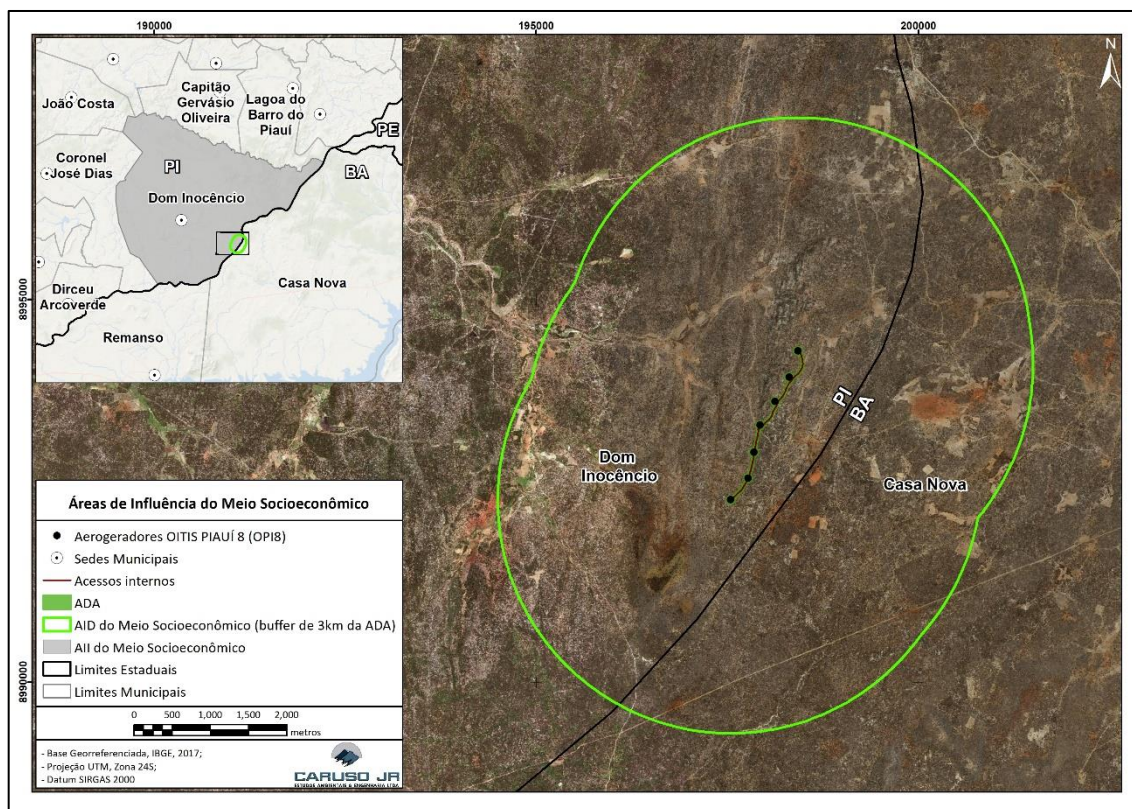 190000
195000
200000
8995000
8990000
N
João Costa
Capitão
Gervásio
Oliveira
Lagoa do
Barro do
Piauí
PE
Coronel
José Dias
PI
BA
Dom Inocêncio
Casa Nova
Dirceu
Arcoverde
Remanso
PI
BA
Dom
Inocêncio
Casa Nova
Áreas de Influência do Meio Socioeconômico
Aerogeradores OITIS PIAUÍ 8 (OPI8)
Sedes Municipais
Acessos internos
ADA
AID do Meio Socioeconômico (buffer de 3km da ADA)
AII do Meio Socioeconômico
Limites Estaduais
Limites Municipais
0 500 1,000 1,500 2,000
metros
- Base Georreferenciada, IBGE, 2017;
- Projeção UTM, Zona 24S;
- Datum SIRGAS 2000
CARUSO JR
ESTUDOS AMBIENTAIS & ENGENHARIA LTDA